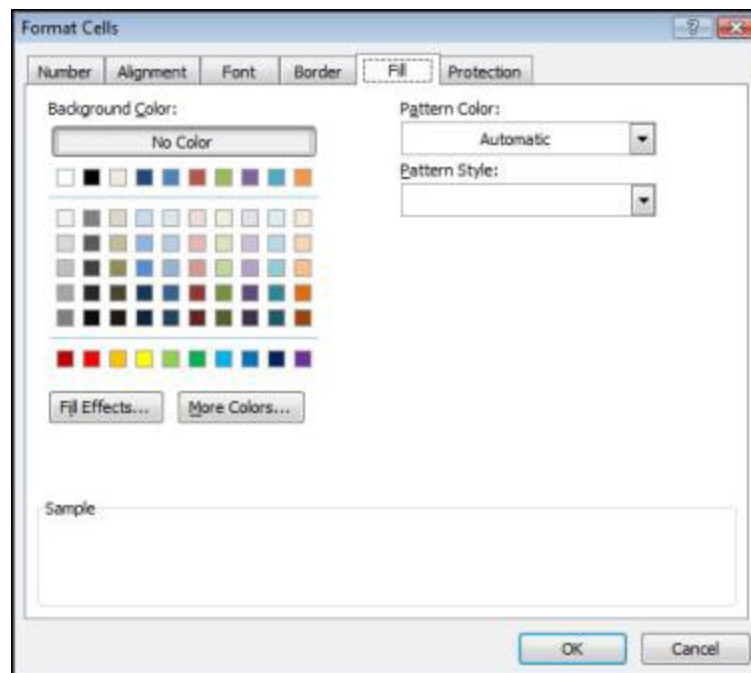 Format Cells
Number Alignment Font Border Fill Protection
Background Color:
No Color
Pattern Color:
Automatic
Pattern Style:
Fill Effects...
More Colors...
Sample
OK Cancel